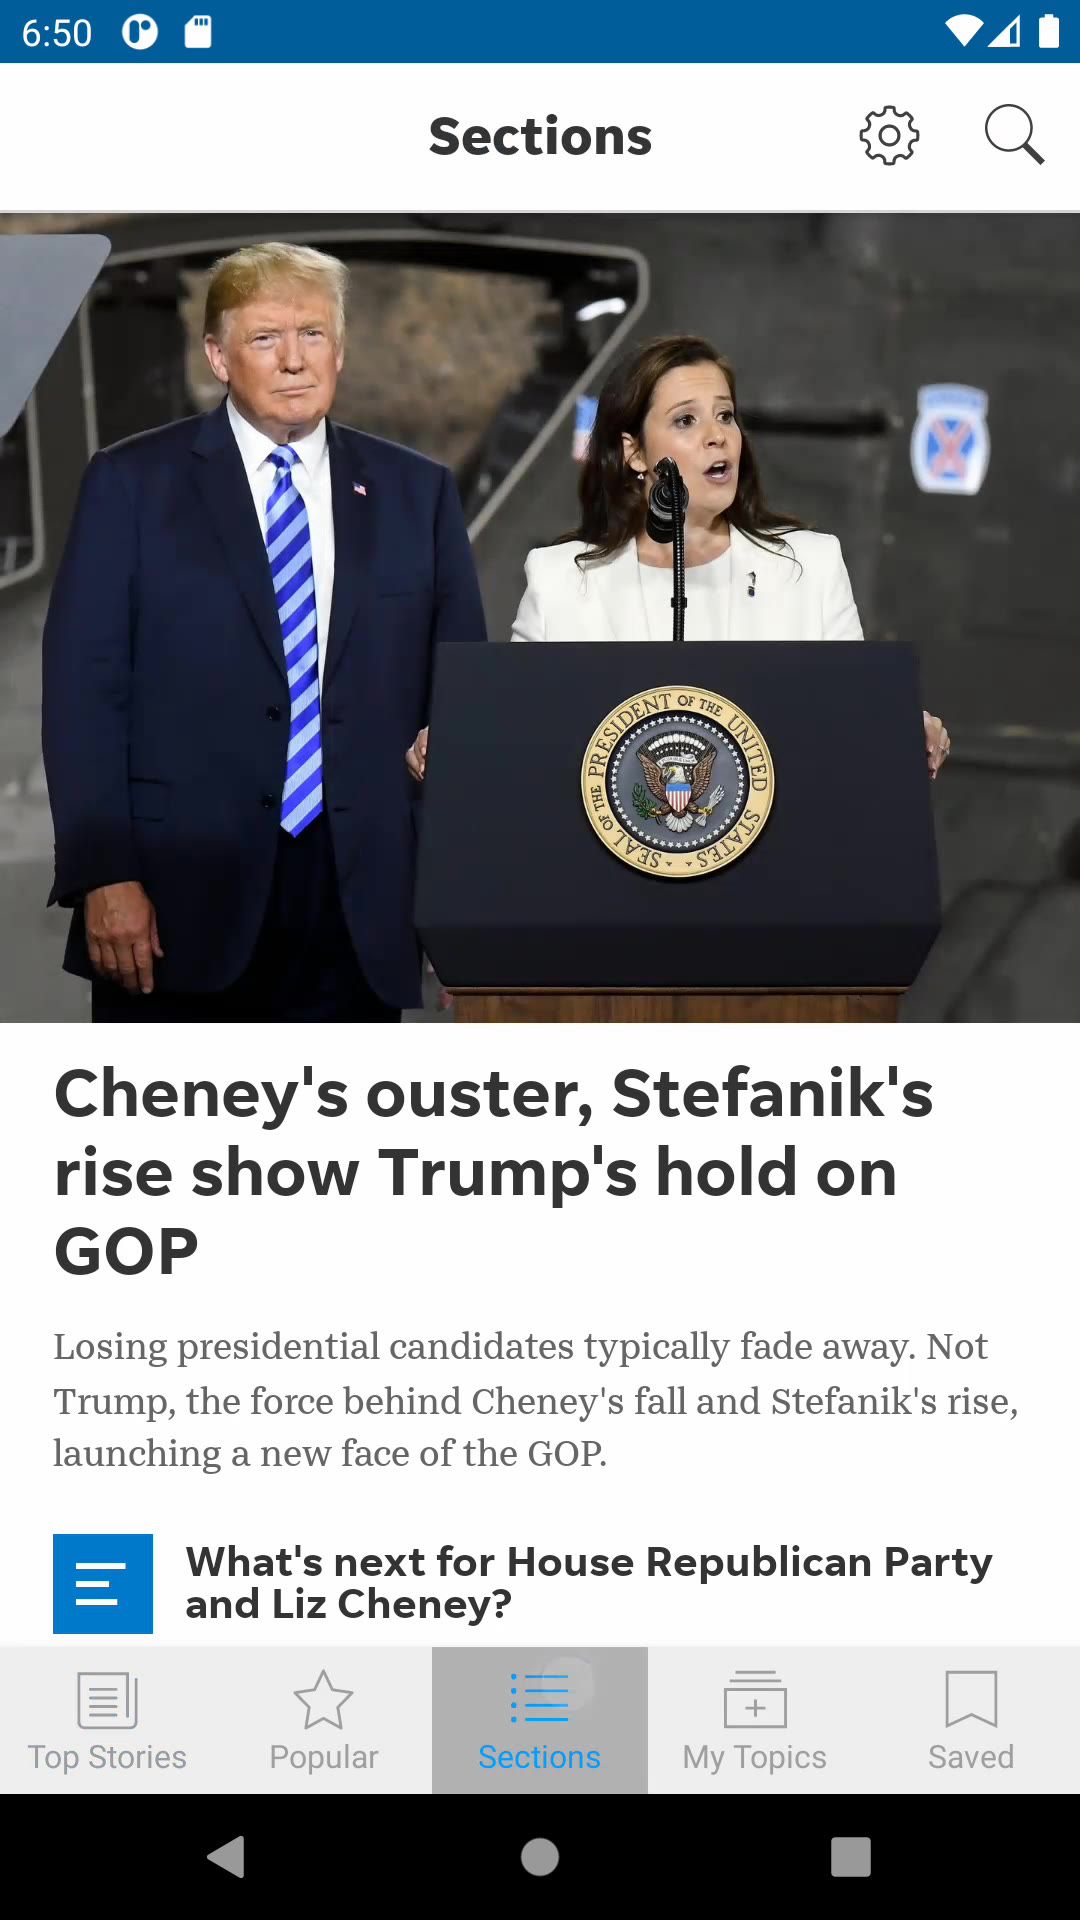 6:50
Sections
SEAL OF THE PRESIDENT OF THE UNITED STATES
Cheney's ouster, Stefanik's
rise show Trump's hold on
GOP
Losing presidential candidates typically fade away. Not
Trump, the force behind Cheney's fall and Stefanik's rise,
launching a new face of the GOP.
What's next for House Republican Party
and Liz Cheney?
Top Stories
Popular
Sections
My Topics
Saved